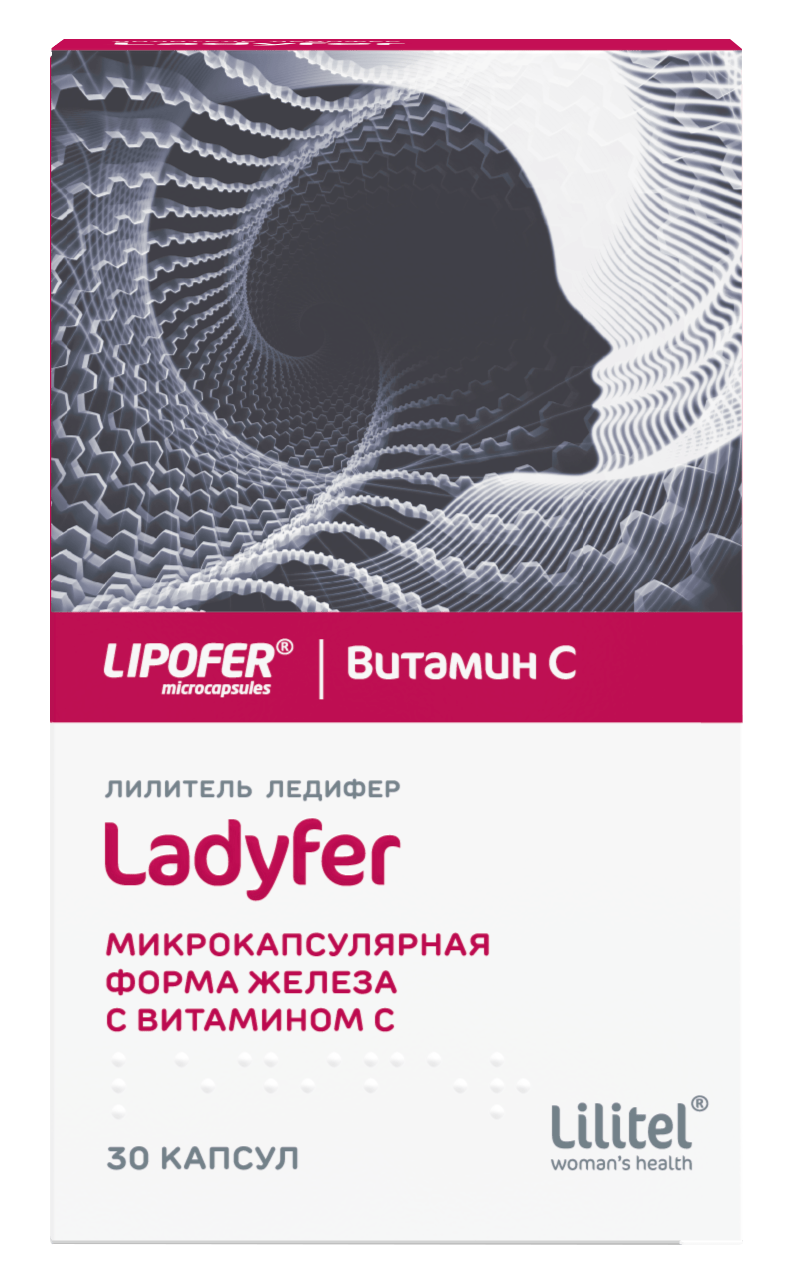 LIPOFER®
microcapsules
Витамин С
ЛИЛИТЕЛЬ ЛЕДИФЕР
Ladyfer
МИКРОКАПСУЛЯРНАЯ
ФОРМА ЖЕЛЕЗА
С ВИТАМИНОМ С
30 КАПСУЛ
Lilitel®
woman's health